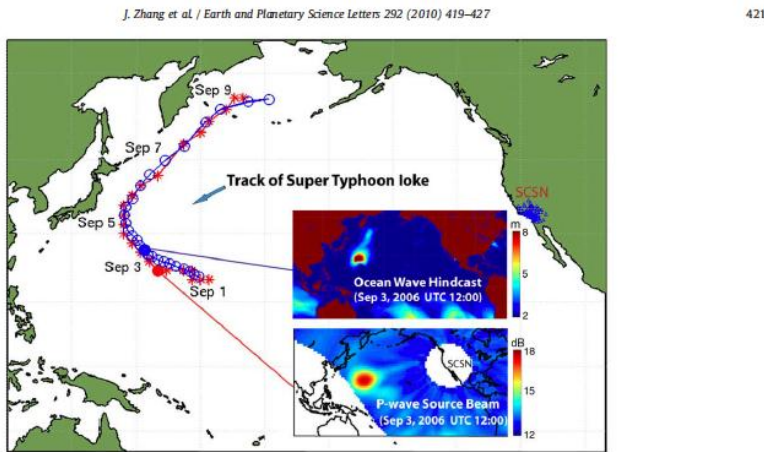 J. Zhang et al. / Earth and Planetary Science Letters 292 (2010) 419–427
421
Sep 9
Sep 7
Track of Super Typhoon Ioke
SCSN
Sep 5
m
8
5
2
Sep 3
Ocean Wave Hindcast
(Sep 3, 2006 UTC 12:00)
Sep 1
dB
18
15
12
SCSN
P-wave Source Beam
(Sep 3, 2006 UTC 12:00)